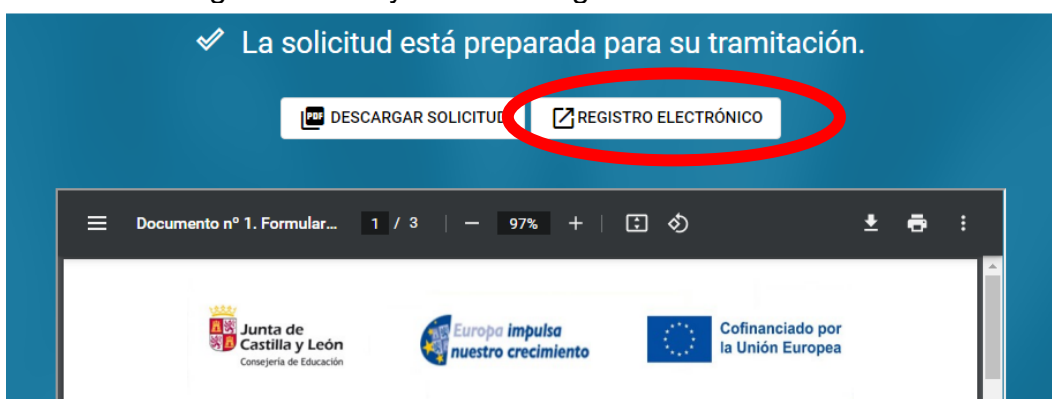 La solicitud está preparada para su tramitación.
PDF DESCARGAR SOLICITUD
REGISTRO ELECTRÓNICO
Documento nº 1. Formular... 1 / 3 | — 97% + |
Junta de
Castilla y León
Consejería de Educación
Europa impulsa
nuestro crecimiento
Cofinanciado por
la Unión Europea